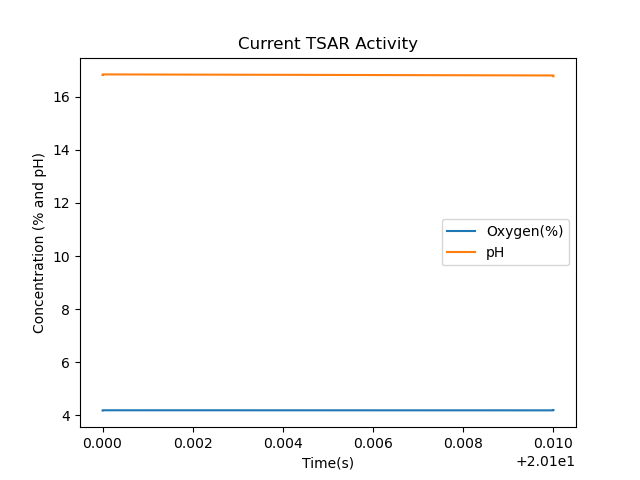 Current TSAR Activity
Concentration (% and pH)
16
14
12
10
8
6
4
Oxygen(%)
pH
0.000 0.002 0.004 0.006 0.008 0.010
+2.01e1
Time(s)